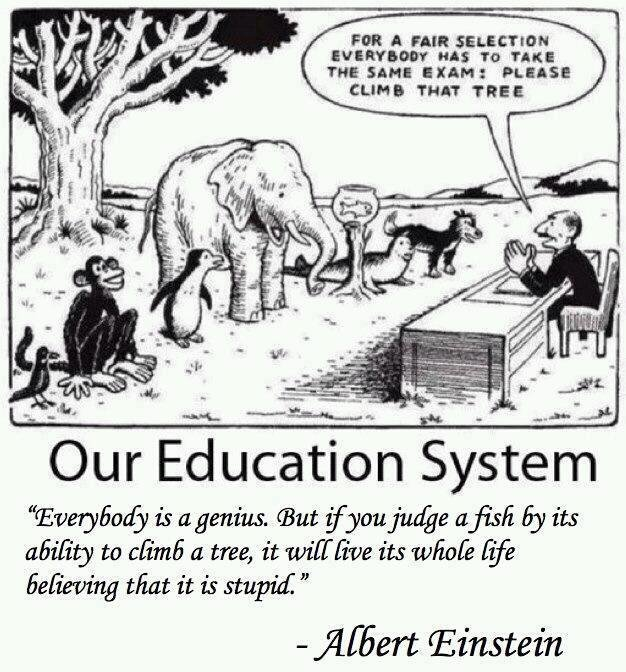 FOR A FAIR SELECTION
EVERYBODY HAS TO TAKE
THE SAME EXAM: PLEASE
CLIMB THAT TREE
Our Education System
“Everybody is a genius. But if you judge a fish by its
ability to climb a tree, it will live its whole life
believing that it is stupid.”
- Albert Einstein